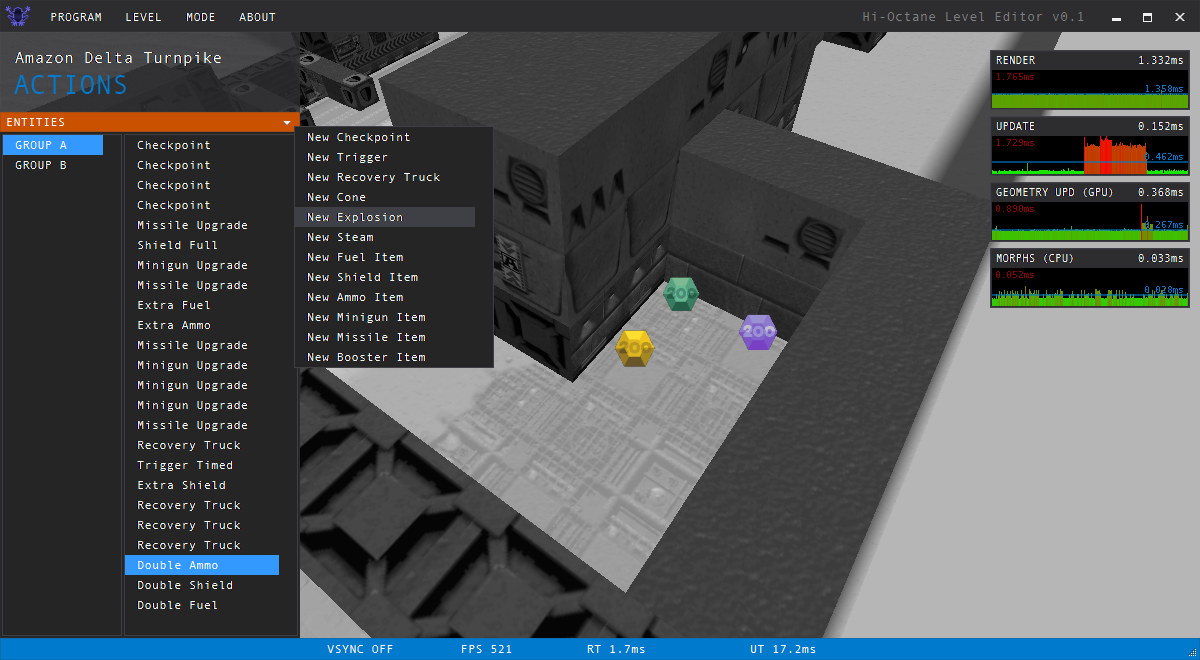 PROGRAM LEVEL MODE ABOUT Hi-Octane Level Editor v0.1
Amazon Delta Turnpike
ACTIONS
ENTITIES
GROUP A
GROUP B
Checkpoint
Checkpoint
Checkpoint
Checkpoint
Missile Upgrade
Shield Full
Minigun Upgrade
Missile Upgrade
Extra Fuel
Extra Ammo
Missile Upgrade
Minigun Upgrade
Minigun Upgrade
Minigun Upgrade
Missile Upgrade
Recovery Truck
Trigger Timed
Extra Shield
Recovery Truck
Recovery Truck
Recovery Truck
Double Ammo
Double Shield
Double Fuel
New Checkpoint
New Trigger
New Recovery Truck
New Cone
New Explosion
New Steam
New Fuel Item
New Shield Item
New Ammo Item
New Minigun Item
New Missile Item
New Booster Item
200
200
200
RENDER 1.332ms
1.765ms
1.358ms
UPDATE 0.152ms
1.729ms
0.462ms
GEOMETRY UPD (GPU) 0.368ms
0.890ms
0.267ms
MORPHS (CPU) 0.033ms
0.052ms
0.028ms
VSYNC OFF FPS 521 RT 1.7ms UT 17.2ms